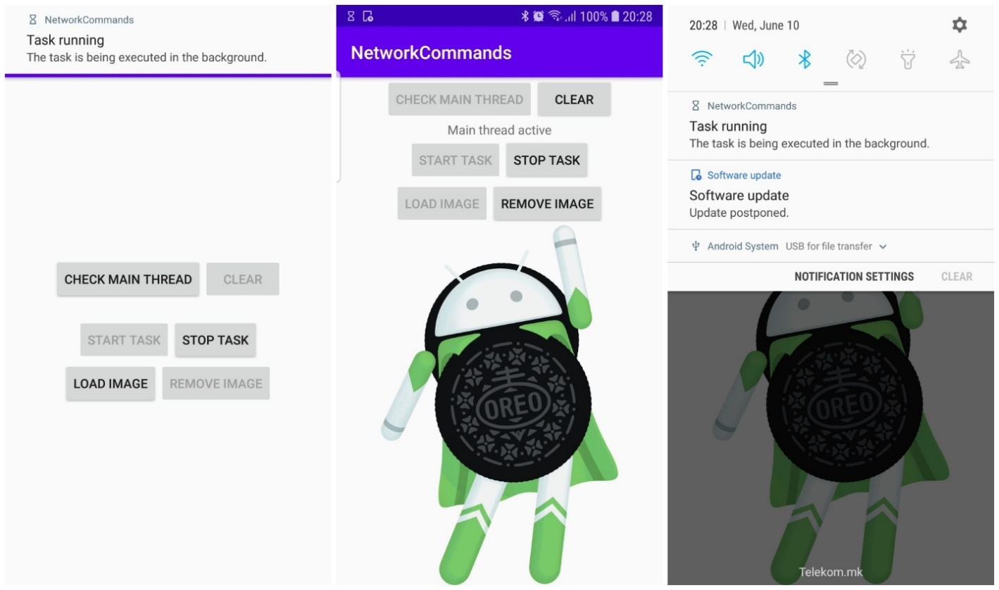 NetworkCommands
Task running
The task is being executed in the background.
CHECK MAIN THREAD CLEAR
START TASK STOP TASK
LOAD IMAGE REMOVE IMAGE
100% 20:28
NetworkCommands
CHECK MAIN THREAD CLEAR
Main thread active
START TASK STOP TASK
LOAD IMAGE REMOVE IMAGE
OREO
20:28 | Wed, June 10
NetworkCommands
Task running
The task is being executed in the background.
Software update
Software update
Update postponed.
Android System USB for file transfer
NOTIFICATION SETTINGS CLEAR
OREO
Telekom.mk